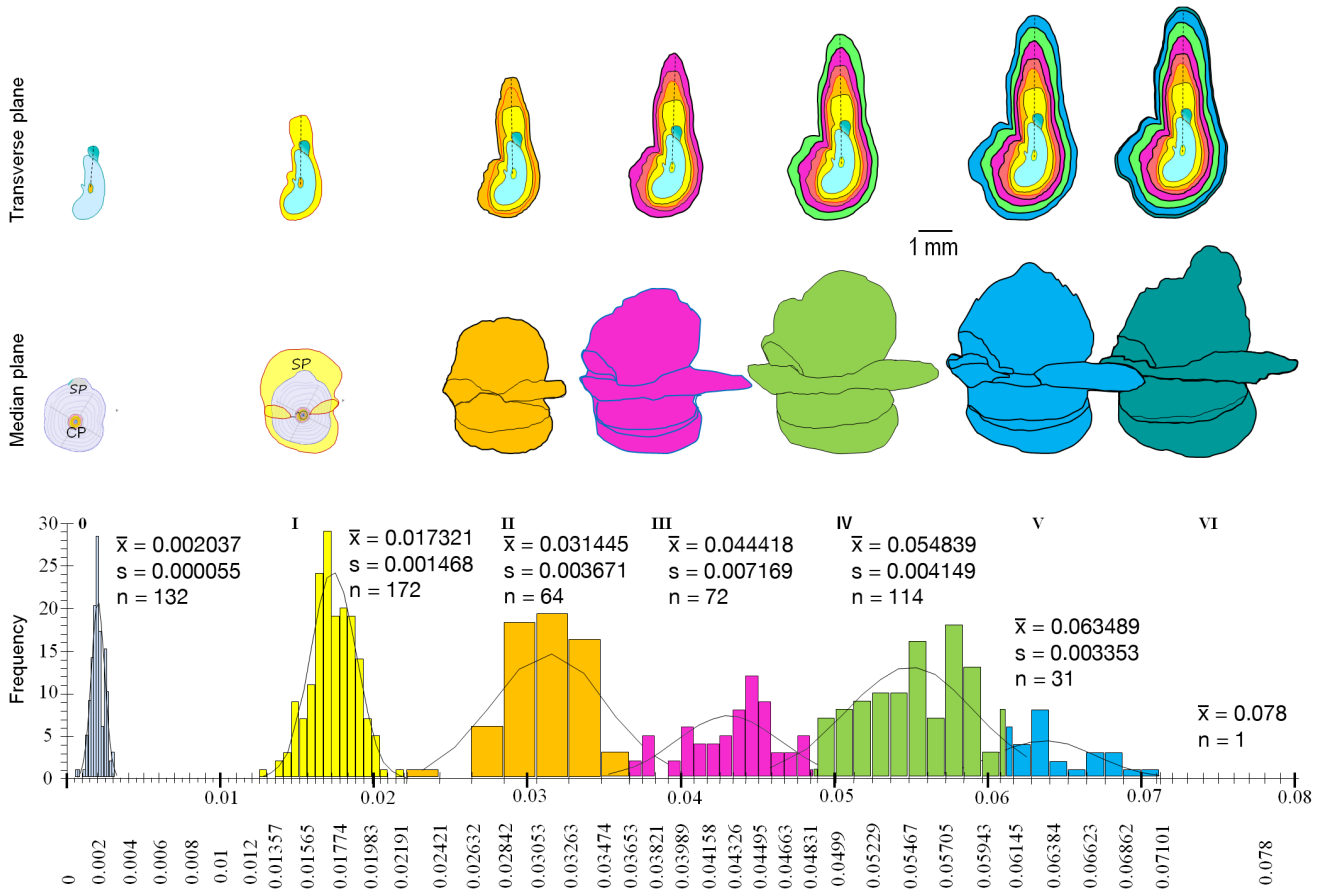 Transverse plane
1 mm
Median plane
SP
CP
SP
Frequency
30
25
20
15
10
5
0
0
x̅ = 0.002037
s = 0.000055
n = 132
I
x̅ = 0.017321
s = 0.001468
n = 172
II
x̅ = 0.031445
s = 0.003671
n = 64
III
x̅ = 0.044418
s = 0.007169
n = 72
IV
x̅ = 0.054839
s = 0.004149
n = 114
V
x̅ = 0.063489
s = 0.003353
n = 31
VI
x̅ = 0.078
n = 1
0.01 0.02 0.03 0.04 0.05 0.06 0.07 0.08
0
0.002
0.004
0.006
0.008
0.01
0.012
0.01357
0.01565
0.01774
0.01983
0.02191
0.02421
0.02632
0.02842
0.03053
0.03263
0.03474
0.03653
0.03821
0.03989
0.04158
0.04326
0.04495
0.04663
0.04831
0.0499
0.05229
0.05467
0.05705
0.05943
0.06145
0.06384
0.06623
0.06862
0.07101
0.078